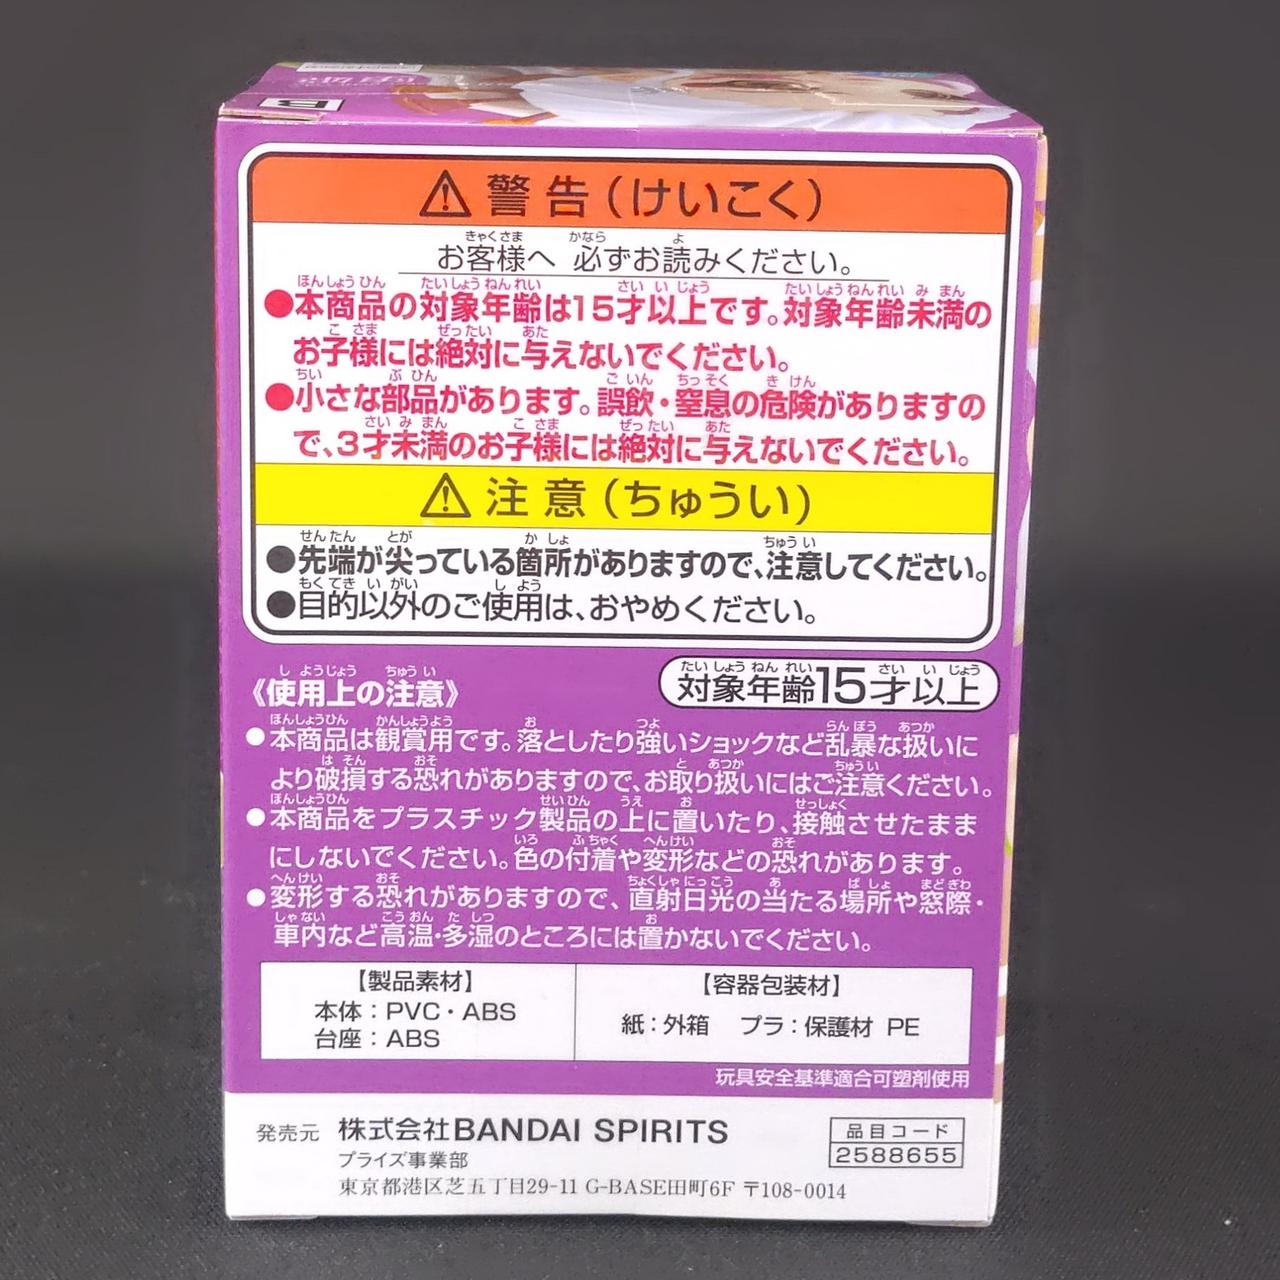 B
⚠警告(けいこく)
お客様へ 必ずお読みください。
●本商品の対象年齢は15才以上です。対象年齢未満の
お子様には絶対に与えないでください。
●小さな部品があります。誤飲・窒息の危険がありますの
で、3才未満のお子様には絶対に与えないでください。
⚠注意(ちゅうい)
●先端が尖っている箇所がありますので、注意してください。
●目的以外のご使用は、おやめください。
対象年齢15才以上
《使用上の注意》
●本商品は観賞用です。落としたり強いショックなど乱暴な扱いに
より破損する恐れがありますので、お取り扱いにはご注意ください。
●本商品をプラスチック製品の上に置いたり、接触させたまま
にしないでください。色の付着や変形などの恐れがあります。
●変形する恐れがありますので、直射日光の当たる場所や窓際・
車内など高温・多湿のところには置かないでください。
【製品素材】
本体:PVC・ABS
台座:ABS
【容器包装材】
紙:外箱 プラ:保護材 PE
玩具安全基準適合可塑剤使用
発売元 株式会社BANDAI SPIRITS
プライズ事業部
東京都港区芝五丁目29-11 G-BASE田町6F 〒108-0014
品目コード
2588655